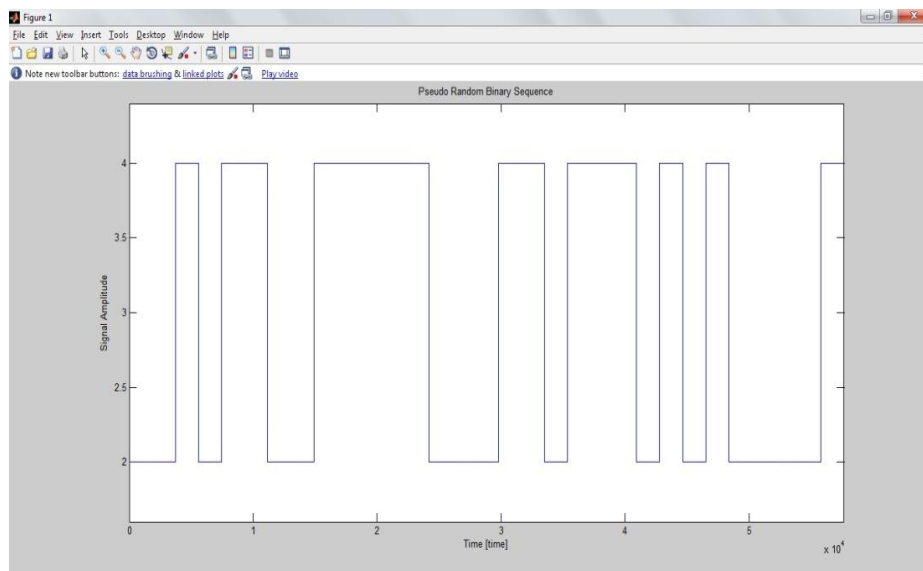 Figure 1
File Edit View Insert Tools Desktop Window Help
Note new toolbar buttons: data brushing & linked plots Play video
Pseudo Random Binary Sequence
4
3.5
3
2.5
2
Signal Amplitude
0 1 2 3 4 5
Time [time]
x 10^4